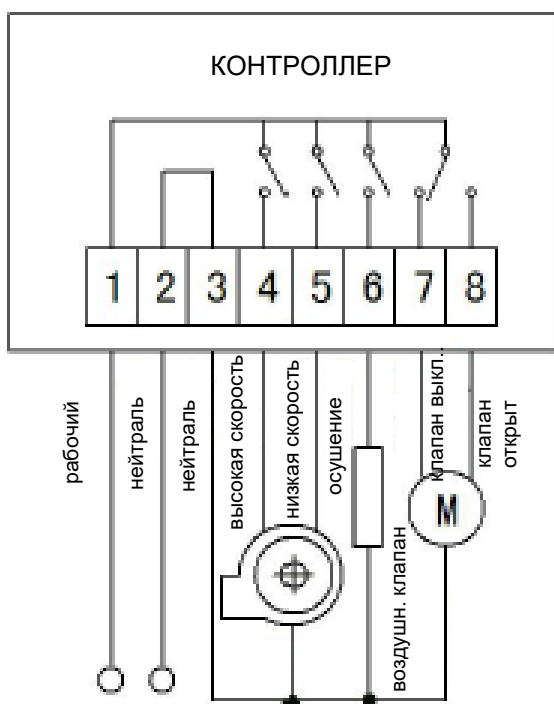 КОНТРОЛЛЕР
1 2 3 4 5 6 7 8
рабочий
нейтраль
нейтраль
высокая скорость
низкая скорость
осушение
воздушн. клапан
клапан выкл..
клапан
открыт
M